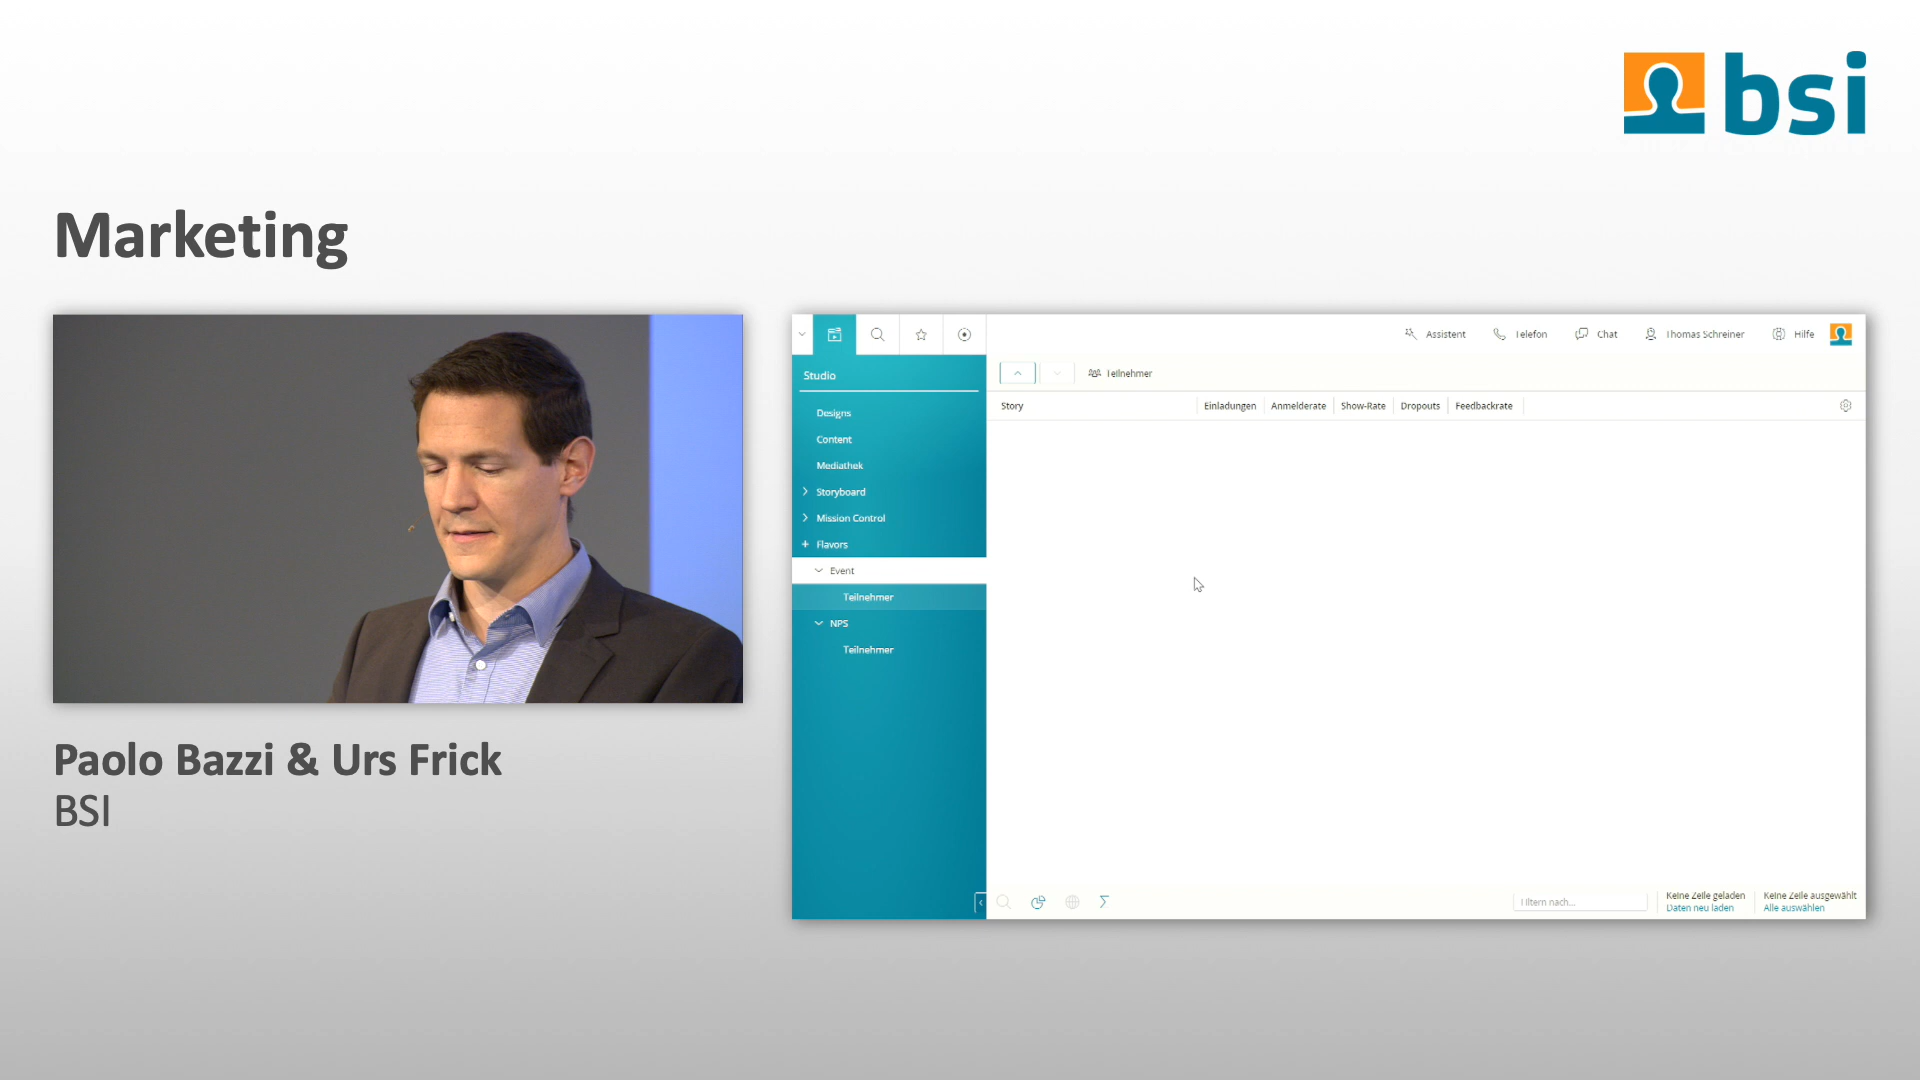 bsi
Marketing
Assistent
Telefon
Chat
Thomas Schreiner
Hilfe
Studio
Teilnehmer
Story
Einladungen
Anmelderate
Show-Rate
Dropouts
Feedbackrate
Designs
Content
Mediathek
Storyboard
Mission Control
Flavors
Event
Teilnehmer
NPS
Teilnehmer
Filtern nach...
Keine Zeile geladen
Daten neu laden
Keine Zeile ausgewählt
Alle auswählen
Paolo Bazzi & Urs Frick
BSI